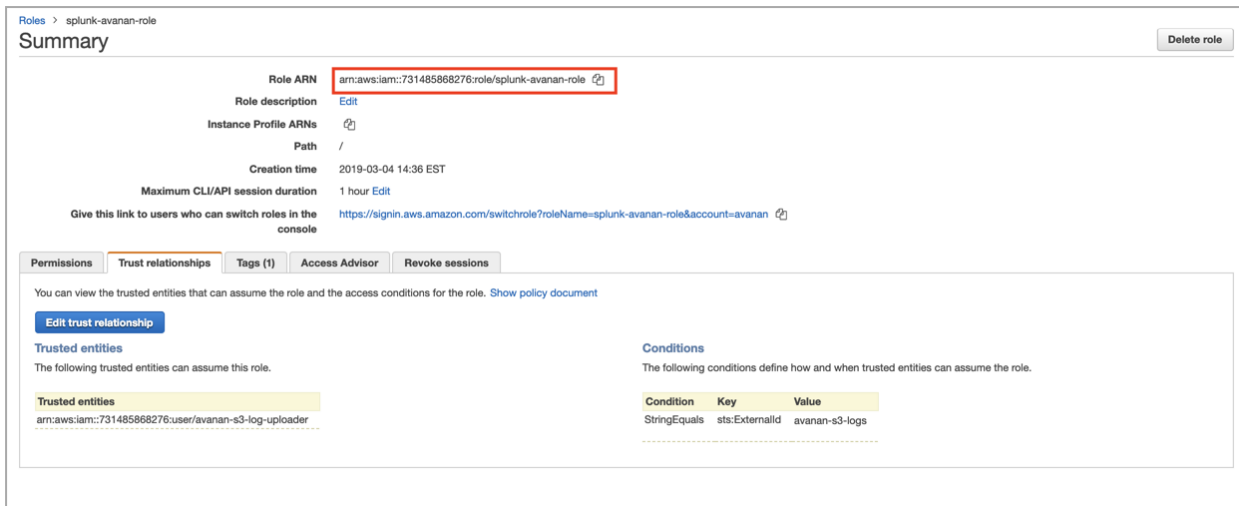 Roles > splunk-avanan-role
Summary
Delete role
Role ARN arn:aws:iam::731485868276:role/splunk-avanan-role
Role description Edit
Instance Profile ARNs
Path /
Creation time 2019-03-04 14:36 EST
Maximum CLI/API session duration 1 hour Edit
Give this link to users who can switch roles in the console https://signin.aws.amazon.com/switchrole?roleName=splunk-avanan-role&account=avanan
Permissions Trust relationships Tags (1) Access Advisor Revoke sessions
You can view the trusted entities that can assume the role and the access conditions for the role. Show policy document
Edit trust relationship
Trusted entities
The following trusted entities can assume this role.
Trusted entities
arn:aws:iam::731485868276:user/avanan-s3-log-uploader
Conditions
The following conditions define how and when trusted entities can assume the role.
Condition Key Value
StringEquals sts:ExternalId avanan-s3-logs